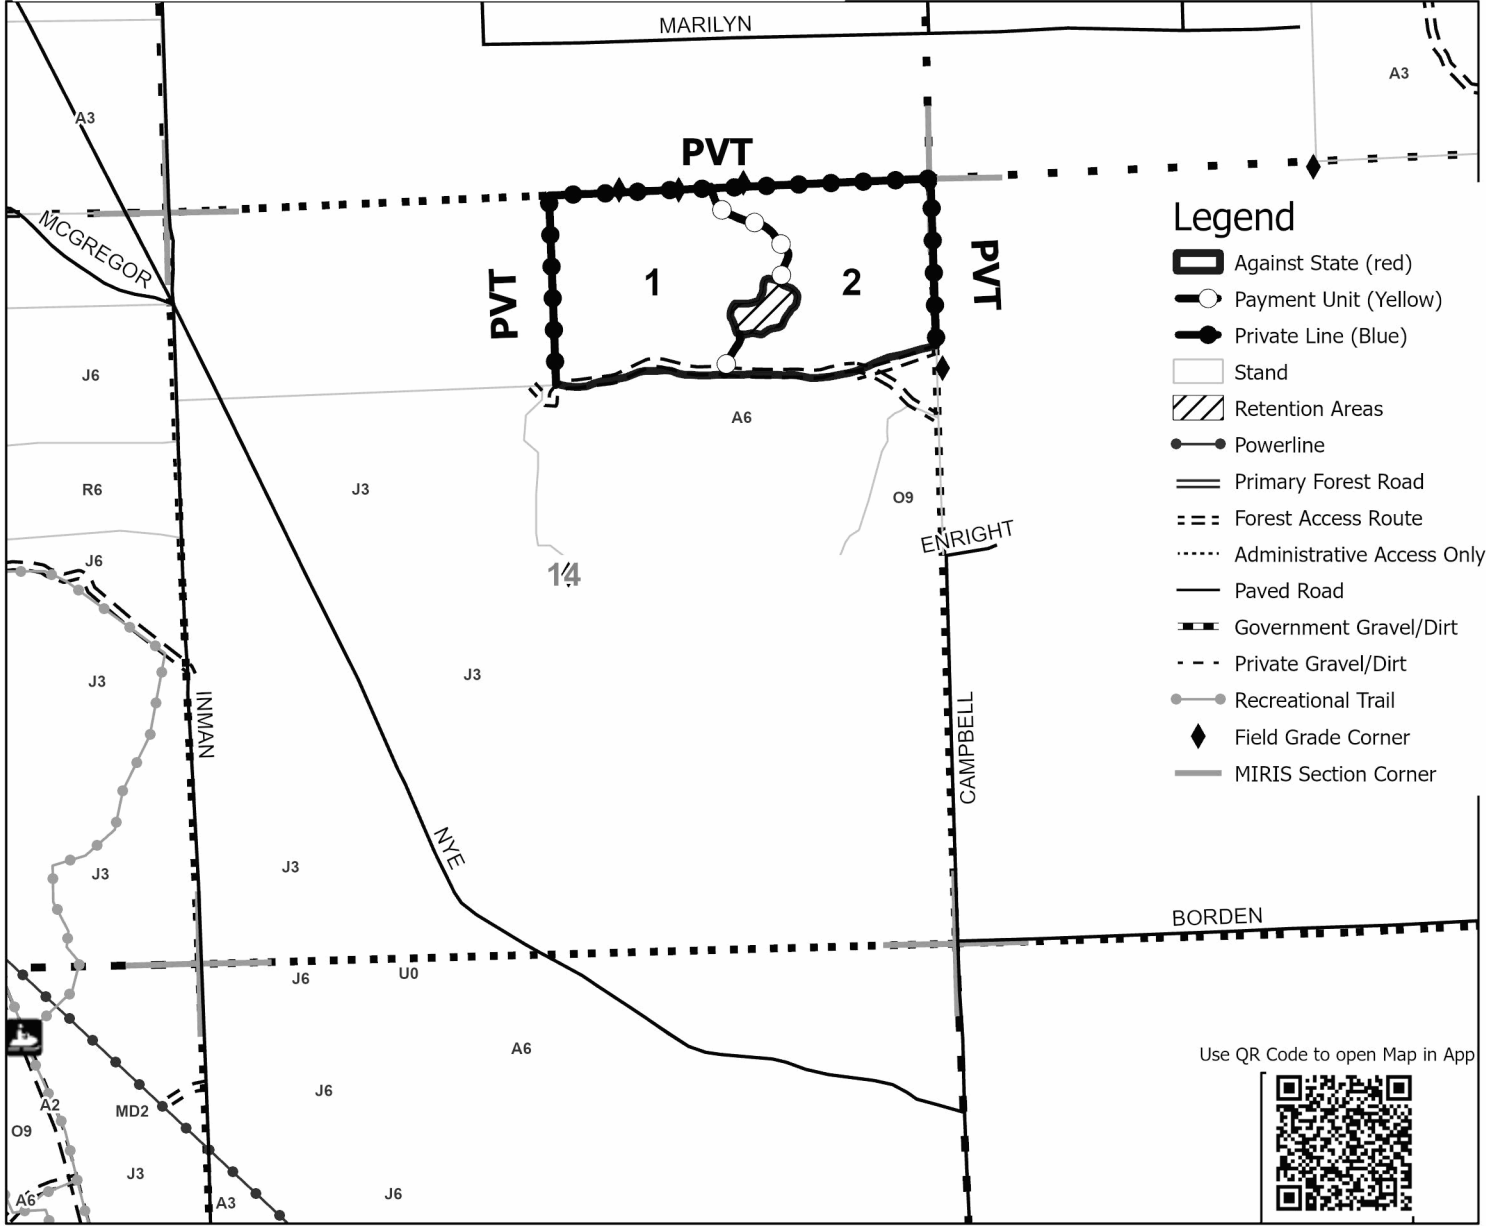 MARILYN
A3
A3
PVT
MCGREGOR
PVT
1
2
PVT
J6
A6
R6
J3
O9
J6
ENRIGHT
14
J3
J3
INMAN
CAMPBELL
NYE
J3
J3
BORDEN
J6
U0
A6
J6
A2
MD2
O9
J3
A6
A3
J6
Legend
Against State (red)
Payment Unit (Yellow)
Private Line (Blue)
Stand
Retention Areas
Powerline
Primary Forest Road
Forest Access Route
Administrative Access Only
Paved Road
Government Gravel/Dirt
Private Gravel/Dirt
Recreational Trail
Field Grade Corner
MIRIS Section Corner
Use QR Code to open Map in App